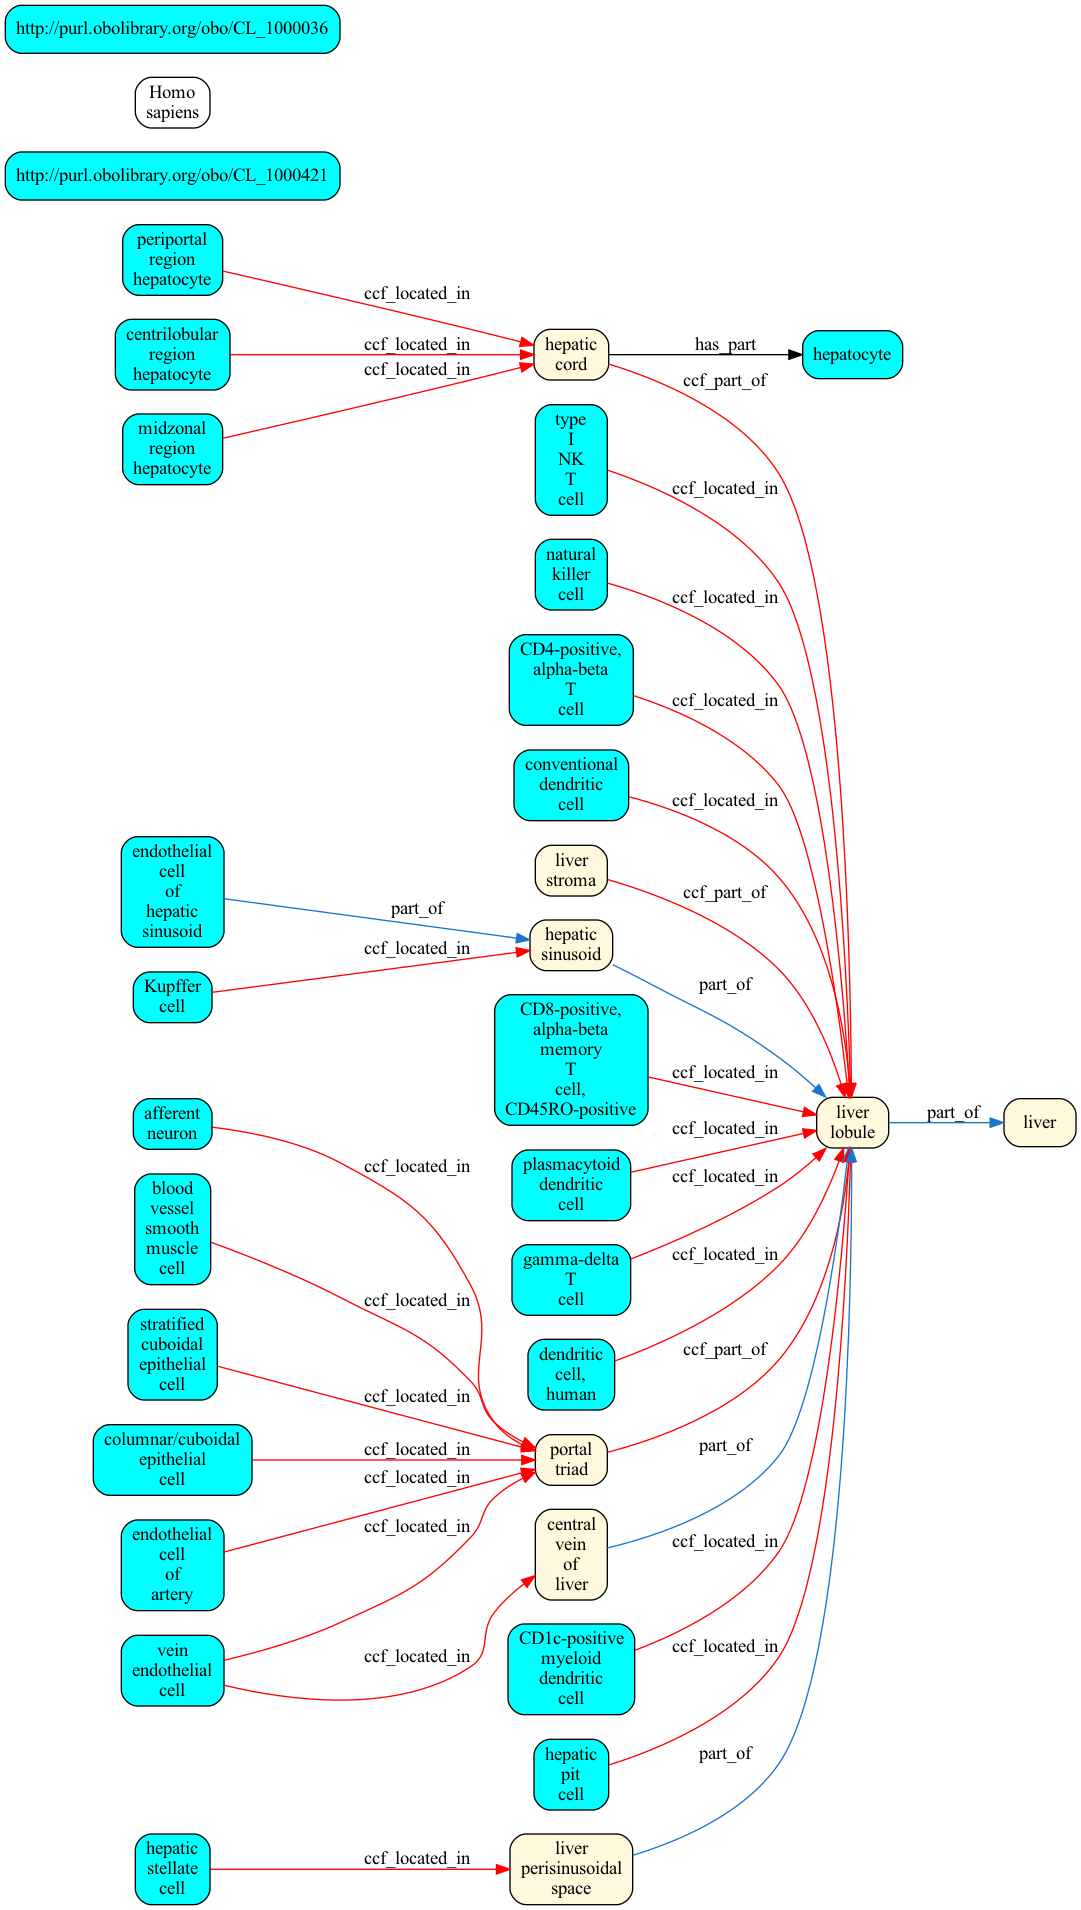 http://purl.obolibrary.org/obo/CL_1000036
Homo
sapiens
http://purl.obolibrary.org/obo/CL_1000421
periportal
region
hepatocyte
ccf_located_in
centrilobular
region
hepatocyte
ccf_located_in
midzonal
region
hepatocyte
ccf_located_in
hepatic
cord
has_part
hepatocyte
ccf_part_of
type
I
NK
T
cell
ccf_located_in
natural
killer
cell
ccf_located_in
CD4-positive,
alpha-beta
T
cell
ccf_located_in
conventional
dendritic
cell
ccf_located_in
liver
stroma
ccf_part_of
endothelial
cell
of
hepatic
sinusoid
part_of
Kupffer
cell
ccf_located_in
hepatic
sinusoid
part_of
CD8-positive,
alpha-beta
memory
T
cell,
CD45RO-positive
ccf_located_in
liver
lobule
part_of
liver
plasmacytoid
dendritic
cell
ccf_located_in
gamma-delta
T
cell
ccf_located_in
dendritic
cell,
human
ccf_located_in
afferent
neuron
ccf_located_in
blood
vessel
smooth
muscle
cell
ccf_located_in
stratified
cuboidal
epithelial
cell
ccf_located_in
columnar/cuboidal
epithelial
cell
ccf_located_in
endothelial
cell
of
artery
ccf_located_in
vein
endothelial
cell
ccf_located_in
ccf_located_in
portal
triad
ccf_part_of
central
vein
of
liver
part_of
CD1c-positive
myeloid
dendritic
cell
ccf_located_in
hepatic
pit
cell
ccf_located_in
hepatic
stellate
cell
ccf_located_in
liver
perisinusoidal
space
part_of